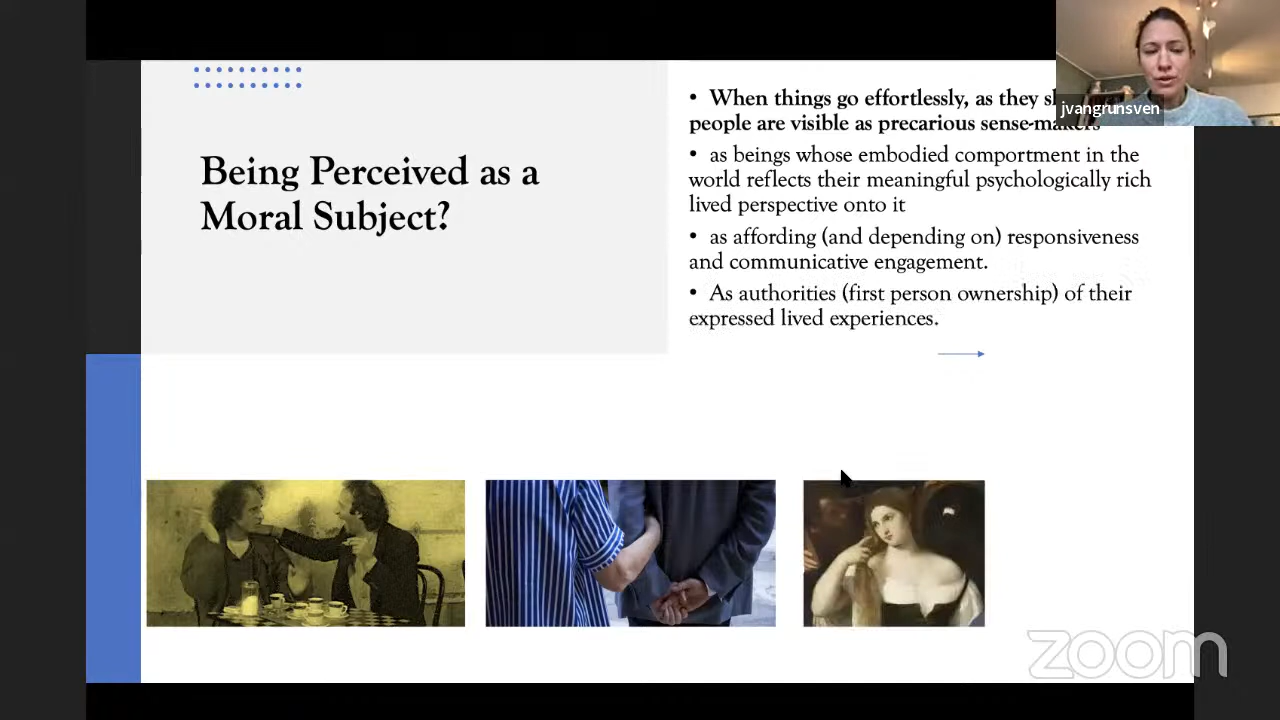 Being Perceived as a
Moral Subject?
• When things go effortlessly, as they
people are visible as precarious sense-makers
• as beings whose embodied comportment in the
world reflects their meaningful psychologically rich
lived perspective onto it
• as affording (and depending on) responsiveness
and communicative engagement.
• As authorities (first person ownership) of their
expressed lived experiences.
jvangrunsven
zoom